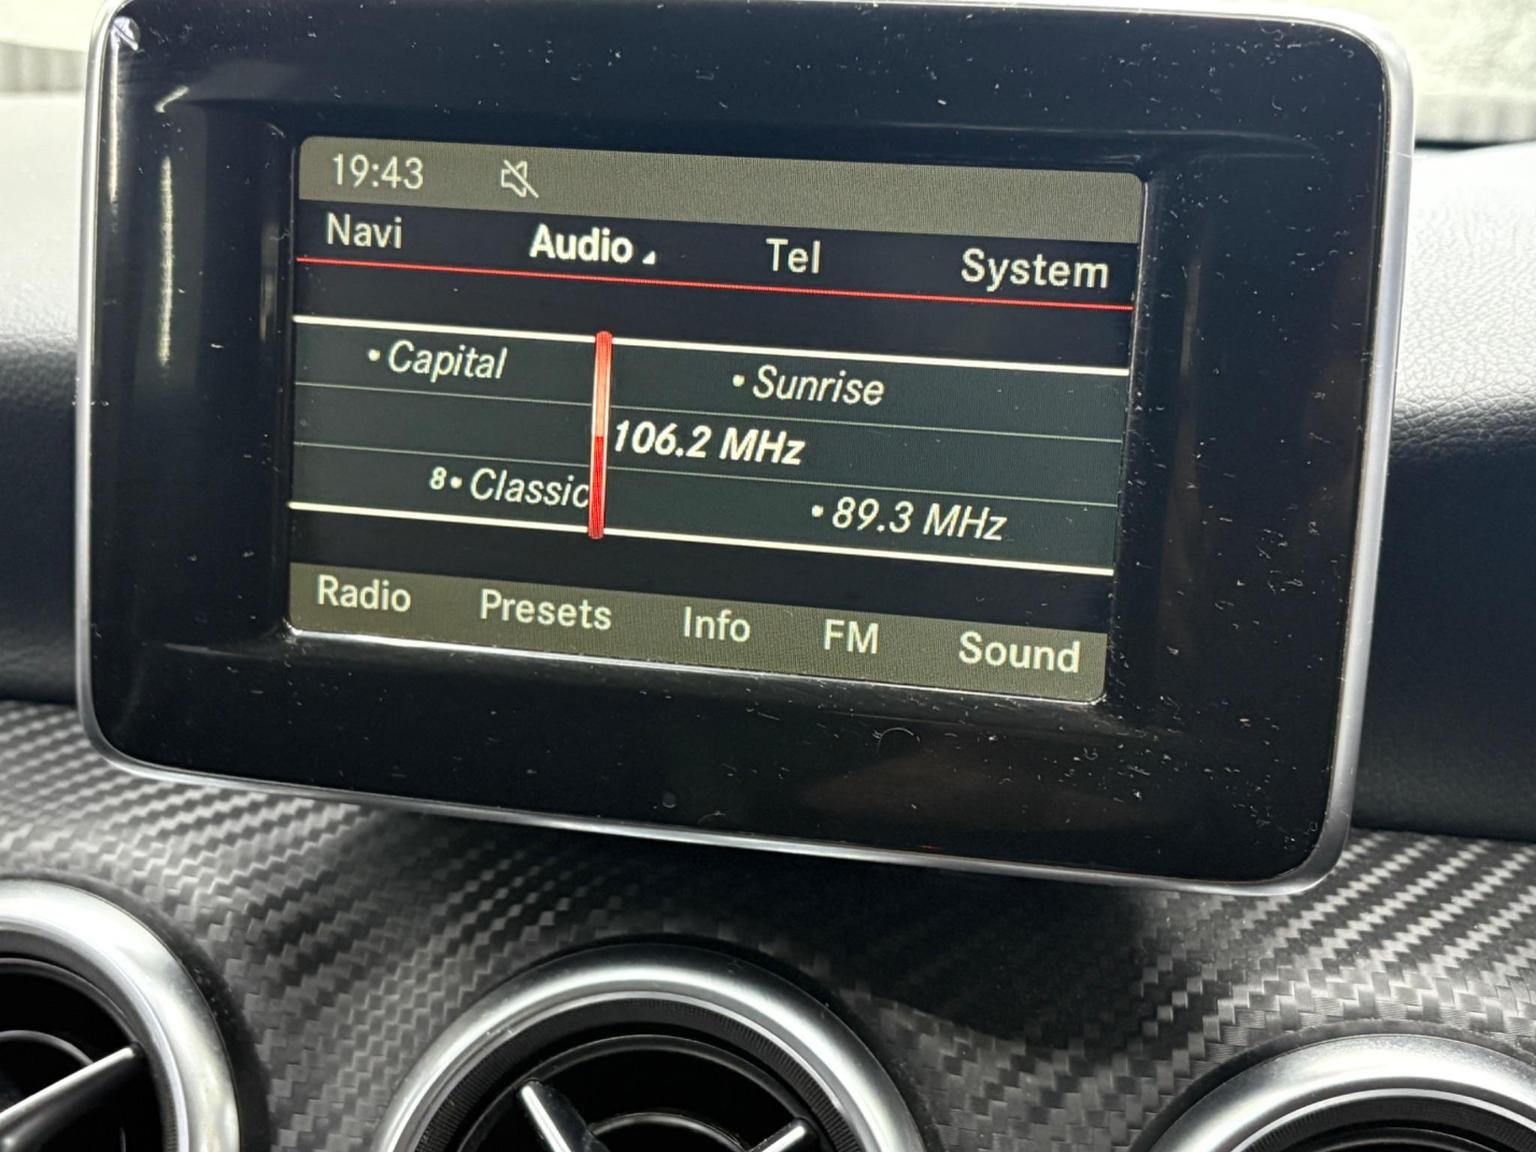 19:43
Navi Audio Tel System
•Capital •Sunrise
106.2 MHz
8•Classic •89.3 MHz
Radio Presets Info FM Sound